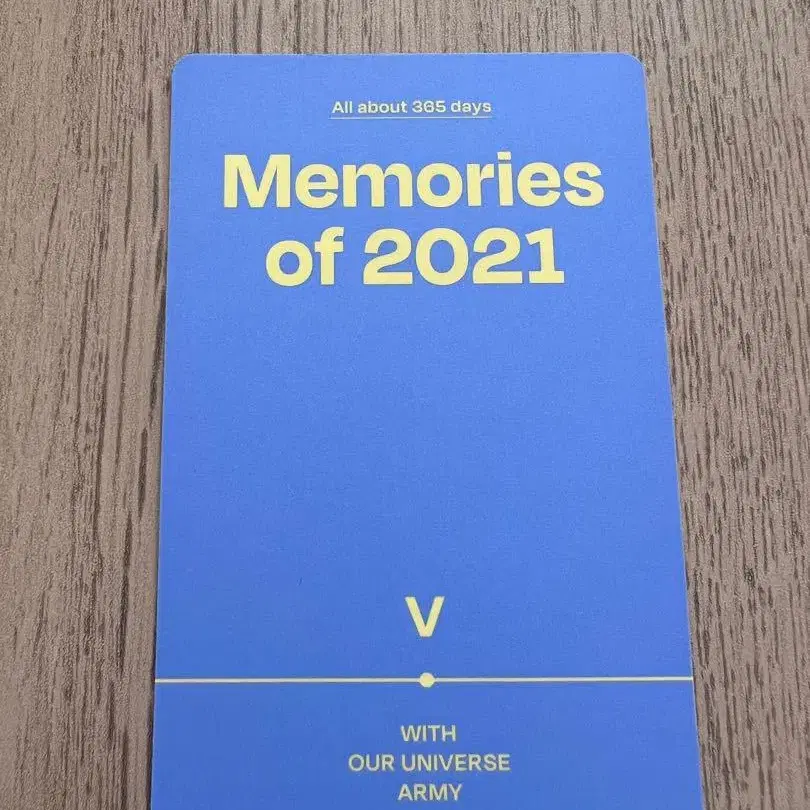 All about 365 days
Memories
of 2021
V
WITH
OUR UNIVERSE
ARMY